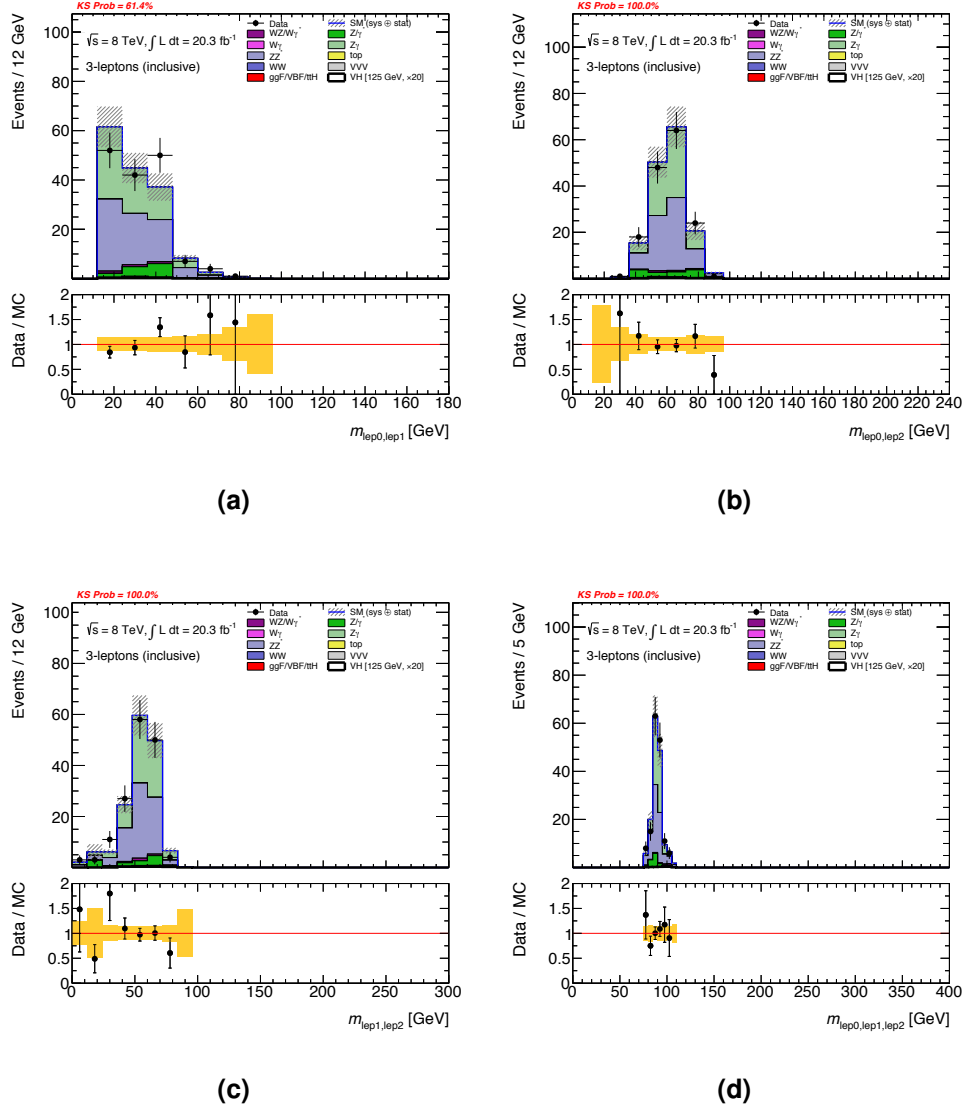 KS Prob = 61.4%
Events / 12 GeV
√s = 8 TeV, ∫ L dt = 20.3 fb⁻¹
3-leptons (inclusive)
Data
SM (sys ⊕ stat)
WZ/Wγ*
Z/γ*
Wγ
Zγ
ZZ*
top
WW
VVV
ggF/VBF/ttH
VH [125 GeV, ×20]
100
80
60
40
20
Data / MC
2
1.5
1
0.5
0
0 20 40 60 80 100 120 140 160 180
m_lep0,lep1 [GeV]
(a)
KS Prob = 100.0%
Events / 12 GeV
√s = 8 TeV, ∫ L dt = 20.3 fb⁻¹
3-leptons (inclusive)
Data
SM (sys ⊕ stat)
WZ/Wγ*
Z/γ*
Wγ
Zγ
ZZ*
top
WW
VVV
ggF/VBF/ttH
VH [125 GeV, ×20]
100
80
60
40
20
Data / MC
2
1.5
1
0.5
0
0 20 40 60 80 100 120 140 160 180 200 220 240
m_lep0,lep2 [GeV]
(b)
KS Prob = 100.0%
Events / 12 GeV
√s = 8 TeV, ∫ L dt = 20.3 fb⁻¹
3-leptons (inclusive)
Data
SM (sys ⊕ stat)
WZ/Wγ*
Z/γ*
Wγ
Zγ
ZZ*
top
WW
VVV
ggF/VBF/ttH
VH [125 GeV, ×20]
100
80
60
40
20
Data / MC
2
1.5
1
0.5
0
0 50 100 150 200 250 300
m_lep1,lep2 [GeV]
(c)
KS Prob = 100.0%
Events / 5 GeV
√s = 8 TeV, ∫ L dt = 20.3 fb⁻¹
3-leptons (inclusive)
Data
SM (sys ⊕ stat)
WZ/Wγ*
Z/γ*
Wγ
Zγ
ZZ*
top
WW
VVV
ggF/VBF/ttH
VH [125 GeV, ×20]
100
80
60
40
20
Data / MC
2
1.5
1
0.5
0
0 50 100 150 200 250 300 350 400
m_lep0,lep1,lep2 [GeV]
(d)